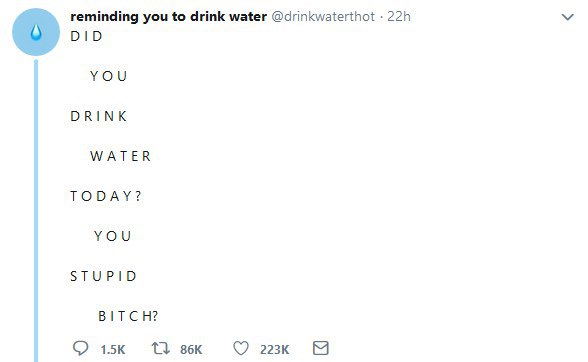 reminding you to drink water @drinkwaterthot · 22h
D I D
Y O U
D R I N K
W A T E R
T O D A Y ?
Y O U
S T U P I D
B I T C H?
1.5K 86K 223K